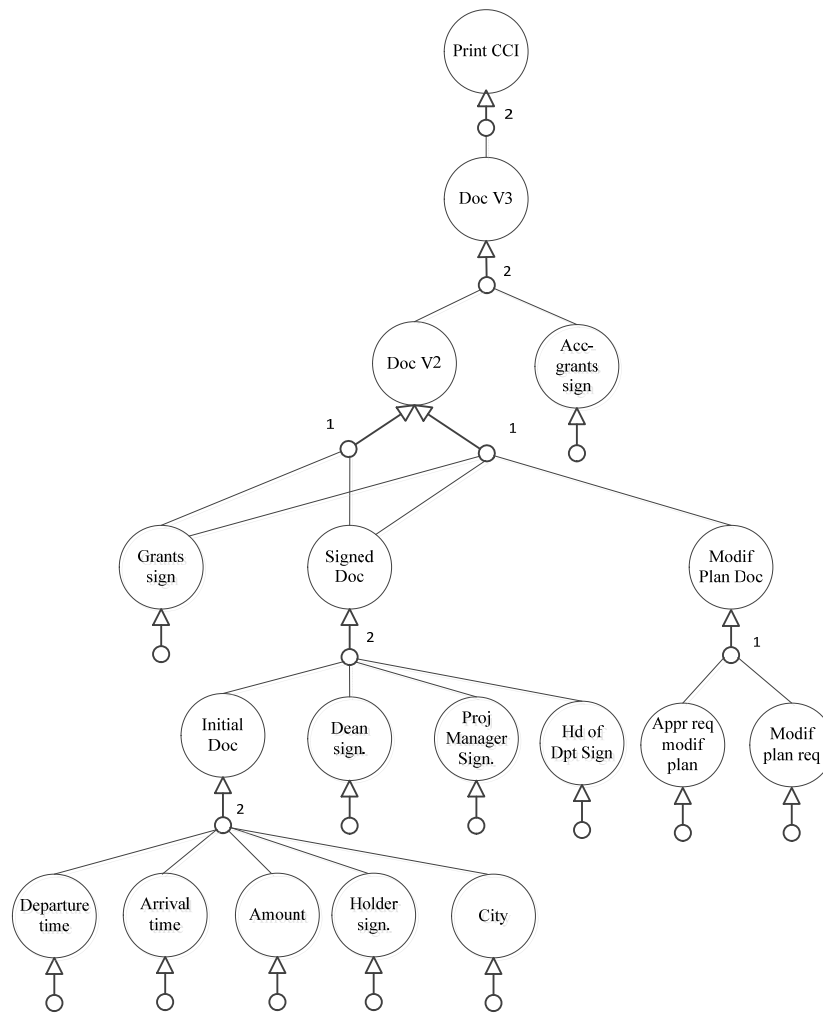 Print CCI
2
Doc V3
2
Doc V2
Acc-
grants
sign
1
1
Grants
sign
Signed
Doc
Modif
Plan Doc
2
1
Initial
Doc
Dean
sign.
Proj
Manager
Sign.
Hd of
Dpt Sign
Appr req
modif
plan
Modif
plan req
2
Departure
time
Arrival
time
Amount
Holder
sign.
City